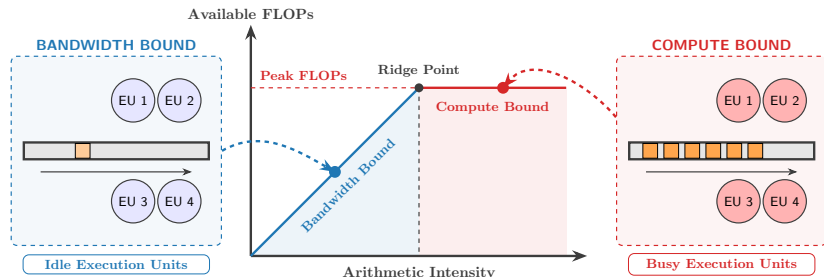 Available FLOPs
BANDWIDTH BOUND
EU 1
EU 2
EU 3
EU 4
Idle Execution Units
Peak FLOPs
Ridge Point
Bandwidth Bound
Compute Bound
Arithmetic Intensity
COMPUTE BOUND
EU 1
EU 2
EU 3
EU 4
Busy Execution Units